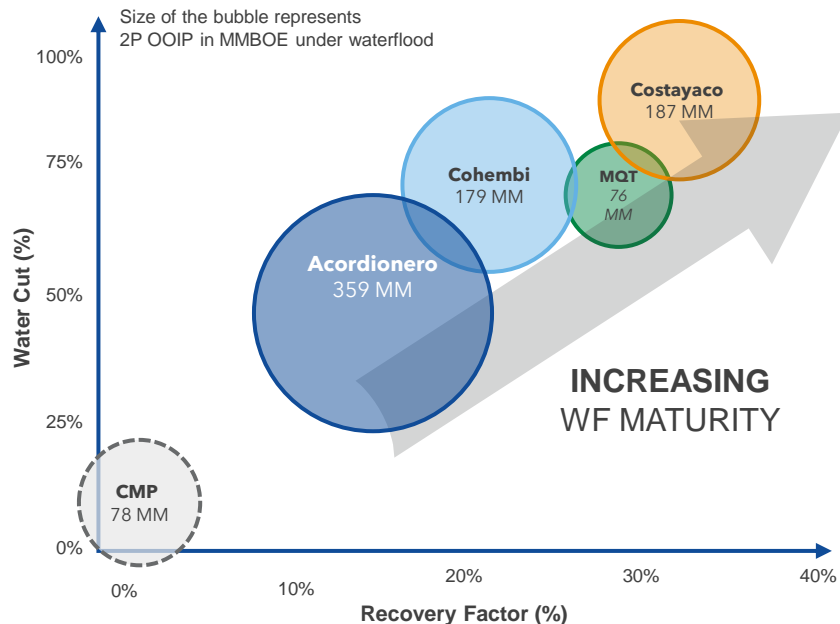 Size of the bubble represents
2P OOIP in MMBOE under waterflood
100%
75%
50%
25%
0%
Water Cut (%)
Costayaco
187 MM
Cohembi
179 MM
MQT
76
MM
Acordionero
359 MM
INCREASING
WF MATURITY
CMP
78 MM
0%
10%
20%
30%
40%
Recovery Factor (%)